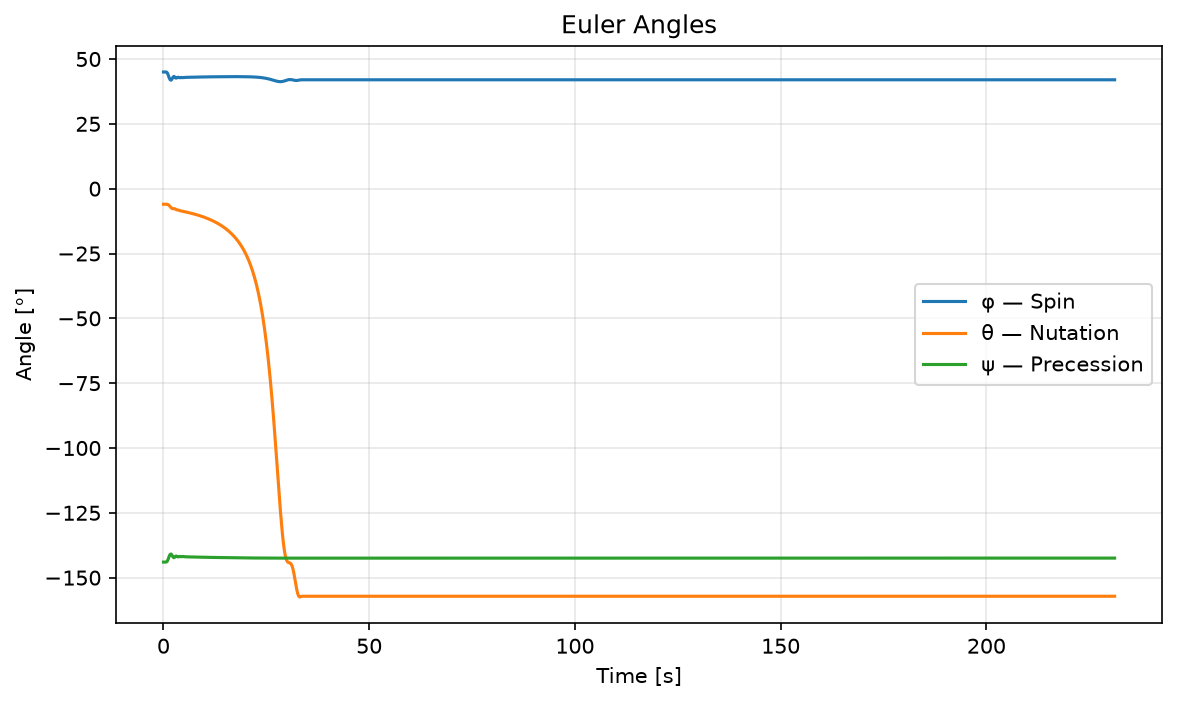 Euler Angles
50
25
0
−25
−50
−75
−100
−125
−150
Angle [°]
φ — Spin
θ — Nutation
ψ — Precession
0
50
100
150
200
Time [s]